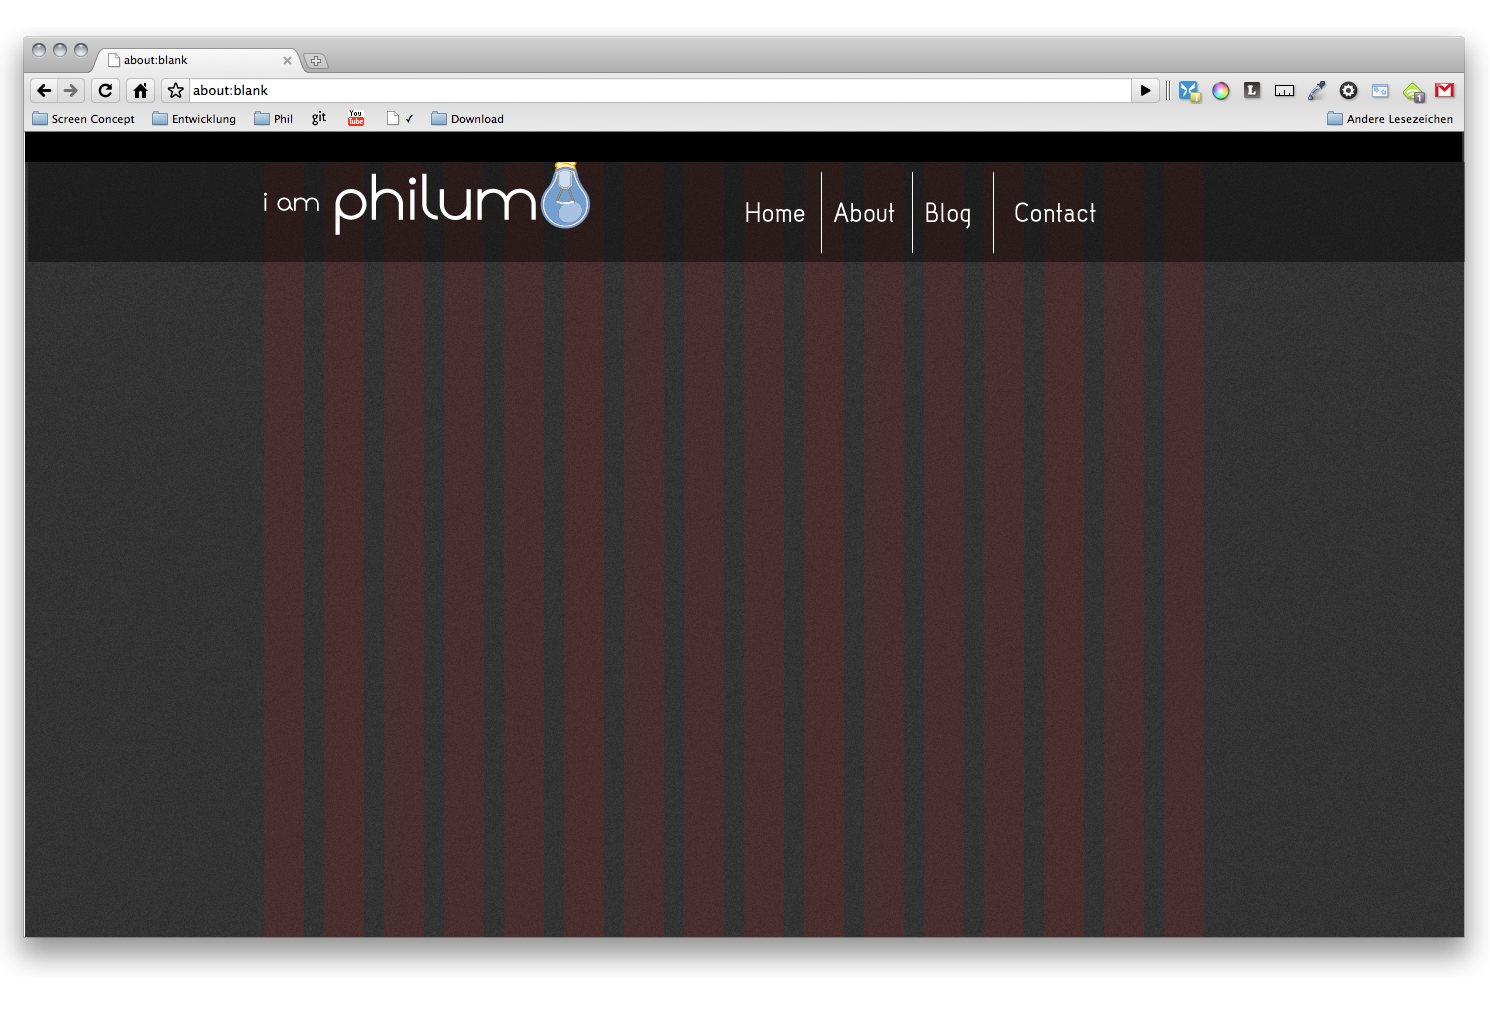 about:blank
about:blank
Screen Concept Entwicklung Phil git You Tube ✓ Download Andere Lesezeichen
i am philum Home About Blog Contact